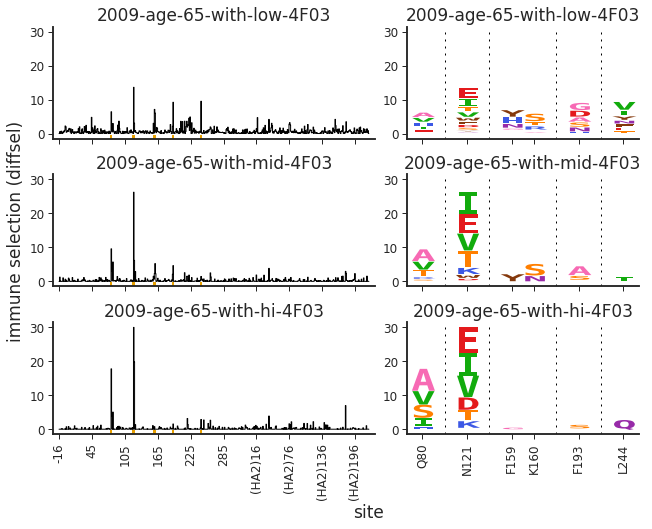 2009-age-65-with-low-4F03
2009-age-65-with-low-4F03
30
20
10
0
30
20
10
0
2009-age-65-with-mid-4F03
2009-age-65-with-mid-4F03
30
20
10
0
30
20
10
0
2009-age-65-with-hi-4F03
2009-age-65-with-hi-4F03
30
20
10
0
30
20
10
0
immune selection (diffsel)
-16
45
105
165
225
285
(HA2)16
(HA2)76
(HA2)136
(HA2)196
Q80
N121
F159
K160
F193
L244
site